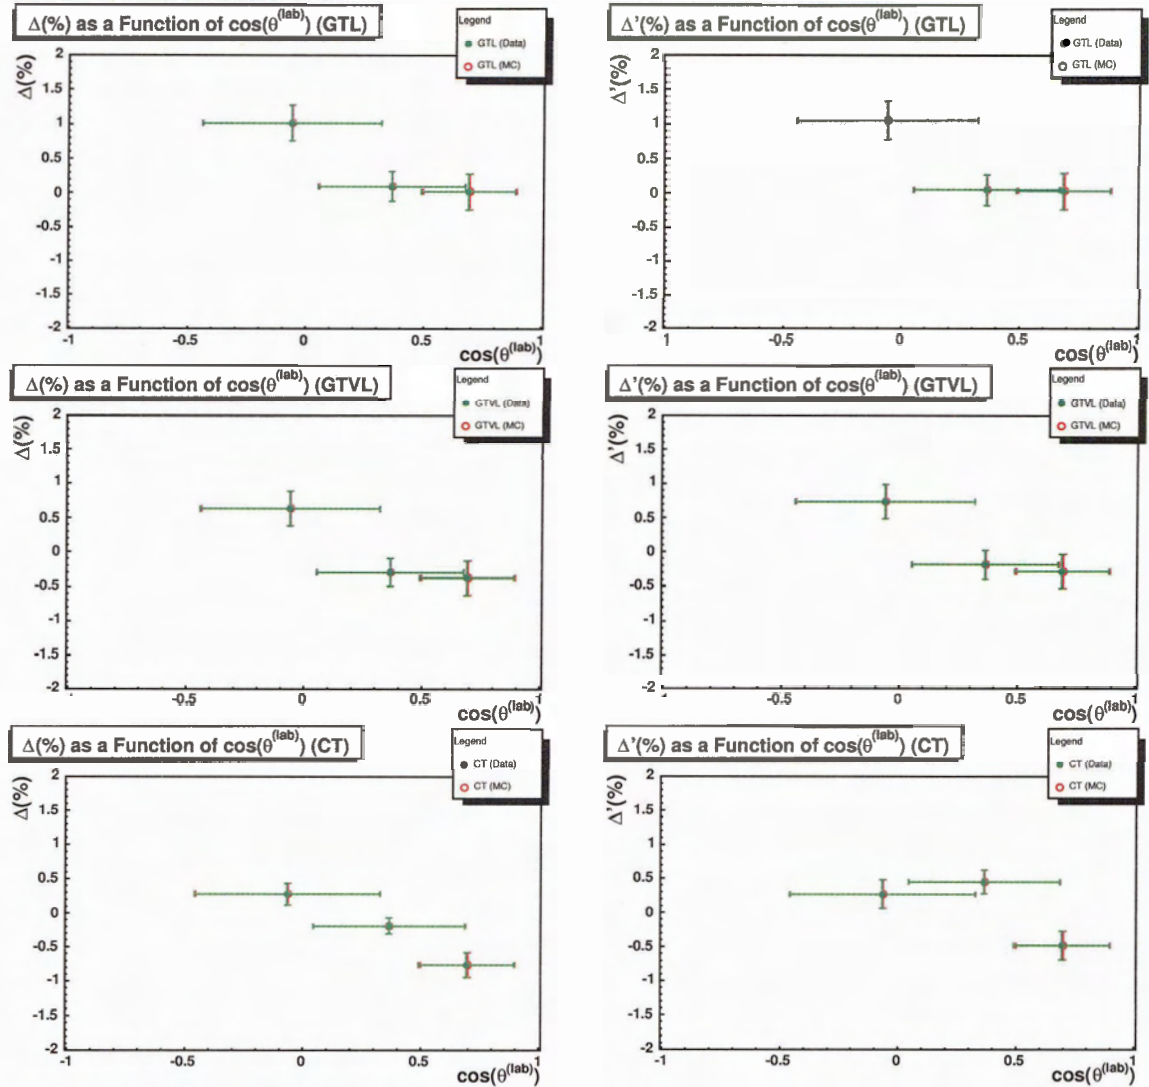 Δ(%) as a Function of cos(θ^(lab)) (GTL)
Legend
GTL (Data)
GTL (MC)
Δ(%)
2
1.5
1
0.5
0
-0.5
-1
-1.5
-2
-1 -0.5 0 0.5 1
cos(θ^(lab))
Δ'(%) as a Function of cos(θ^(lab)) (GTL)
Legend
GTL (Data)
GTL (MC)
Δ'(%)
2
1.5
1
0.5
0
-0.5
-1
-1.5
-2
1 -0.5 0 0.5 1
cos(θ^(lab))
Δ(%) as a Function of cos(θ^(lab)) (GTVL)
Legend
GTVL (Data)
GTVL (MC)
Δ(%)
2
1.5
1
0.5
0
-0.5
-1
-1.5
-2
-0.5 0 0.5 1
cos(θ^(lab))
Δ'(%) as a Function of cos(θ^(lab)) (GTVL)
Legend
GTVL (Data)
GTVL (MC)
Δ'(%)
2
1.5
1
0.5
0
-0.5
-1
-1.5
-2
-0.5 0 0.5 1
cos(θ^(lab))
Δ(%) as a Function of cos(θ^(lab)) (CT)
Legend
CT (Data)
CT (MC)
Δ(%)
2
1.5
1
0.5
0
-0.5
-1
-1.5
-2
-1 -0.5 0 0.5 1
cos(θ^(lab))
Δ'(%) as a Function of cos(θ^(lab)) (CT)
Legend
CT (Data)
CT (MC)
Δ'(%)
2
1.5
1
0.5
0
-0.5
-1
-1.5
-2
-1 -0.5 0 0.5 1
cos(θ^(lab))